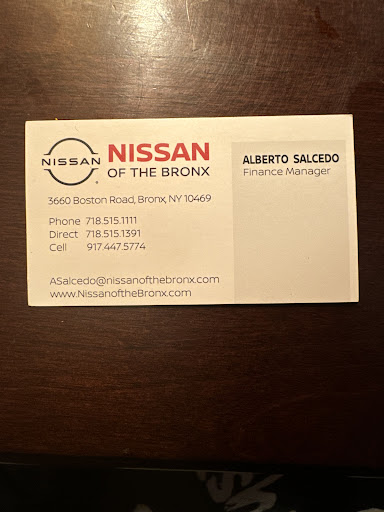 NISSAN
NISSAN
OF THE BRONX
3660 Boston Road, Bronx, NY 10469
Phone 718.515.1111
Direct 718.515.1391
Cell 917.447.5774
ASalcedo@nissanofthebronx.com
www.NissanoftheBronx.com
ALBERTO SALCEDO
Finance Manager